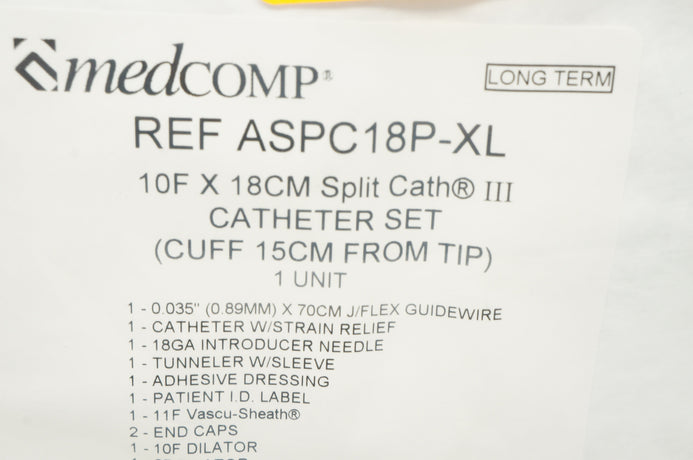 medCOMP®
LONG TERM
REF ASPC18P-XL
10F X 18CM Split Cath® III
CATHETER SET
(CUFF 15CM FROM TIP)
1 UNIT
1 - 0.035" (0.89MM) X 70CM J/FLEX GUIDEWIRE
1 - CATHETER W/STRAIN RELIEF
1 - 18GA INTRODUCER NEEDLE
1 - TUNNELER W/SLEEVE
1 - ADHESIVE DRESSING
1 - PATIENT I.D. LABEL
1 - 11F Vascu-Sheath®
2 - END CAPS
1 - 10F DILATOR